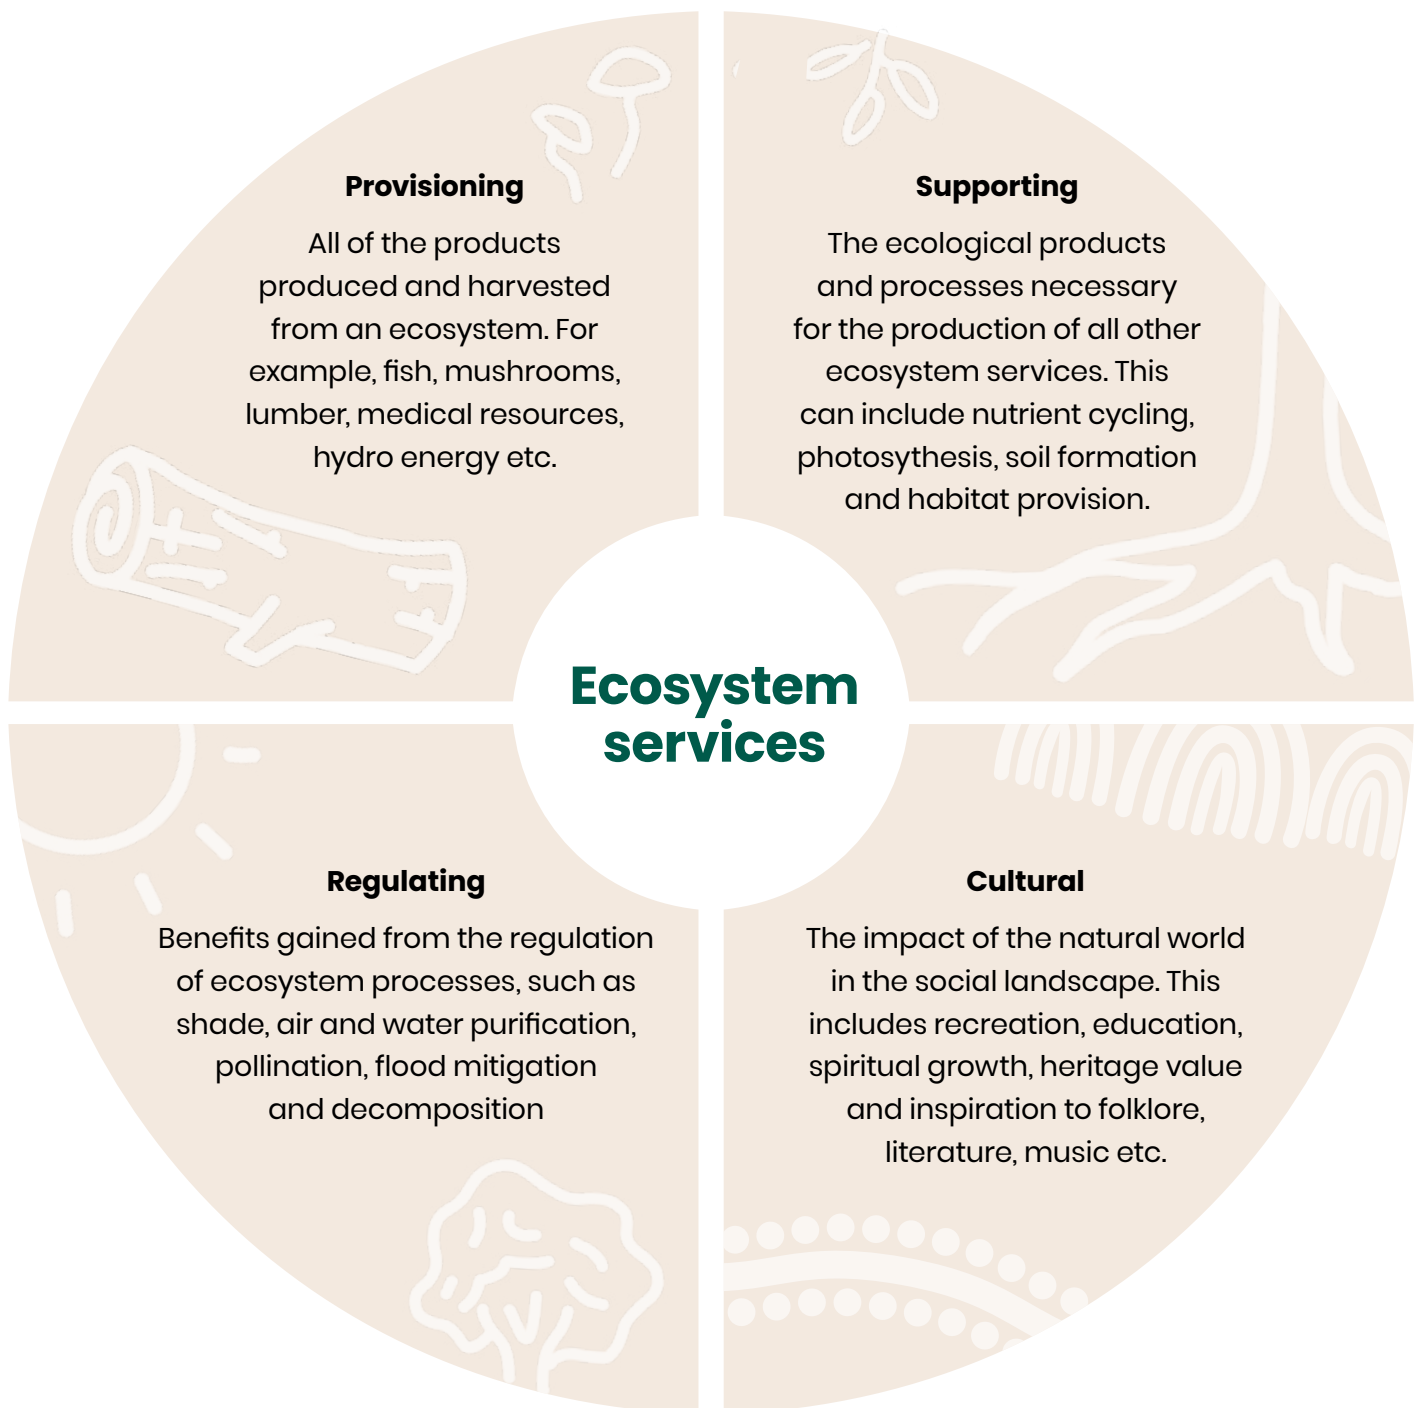 Provisioning
All of the products
produced and harvested
from an ecosystem. For
example, fish, mushrooms,
lumber, medical resources,
hydro energy etc.
Supporting
The ecological products
and processes necessary
for the production of all other
ecosystem services. This
can include nutrient cycling,
photosythesis, soil formation
and habitat provision.
Ecosystem
services
Regulating
Benefits gained from the regulation
of ecosystem processes, such as
shade, air and water purification,
pollination, flood mitigation
and decomposition
Cultural
The impact of the natural world
in the social landscape. This
includes recreation, education,
spiritual growth, heritage value
and inspiration to folklore,
literature, music etc.